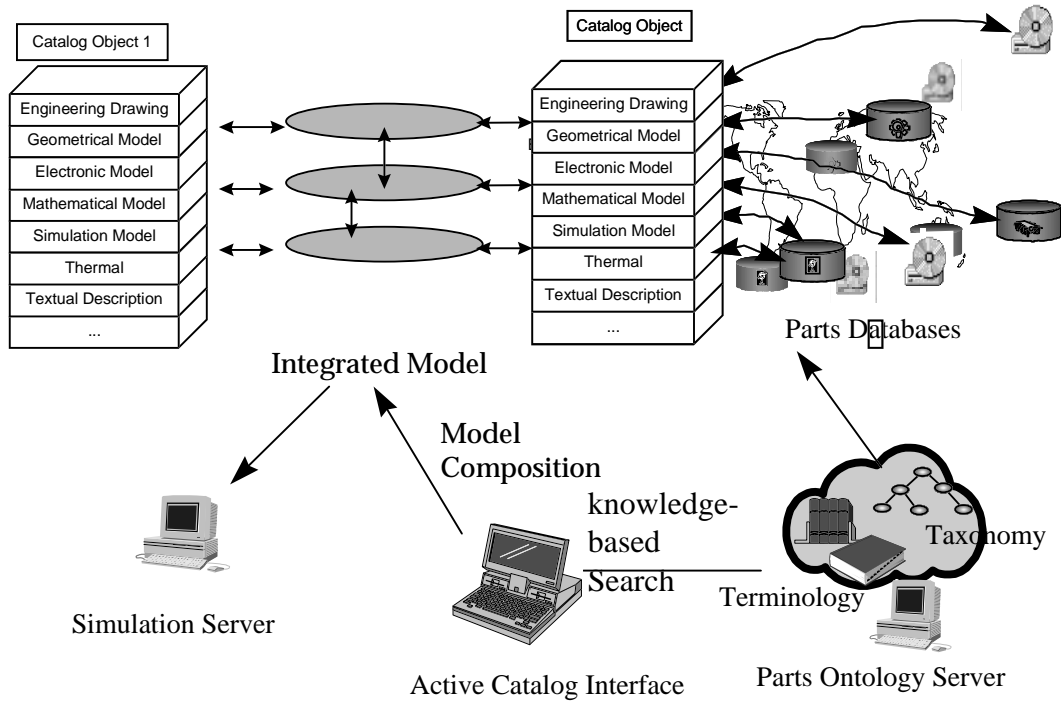 Catalog Object 1
Engineering Drawing
Geometrical Model
Electronic Model
Mathematical Model
Simulation Model
Thermal
Textual Description
...
Catalog Object
Engineering Drawing
Geometrical Model
Electronic Model
Mathematical Model
Simulation Model
Thermal
Textual Description
...
Parts Databases
Integrated Model
Model
Composition
knowledge-
based
Search
Taxonomy
Terminology
Simulation Server
Active Catalog Interface
Parts Ontology Server